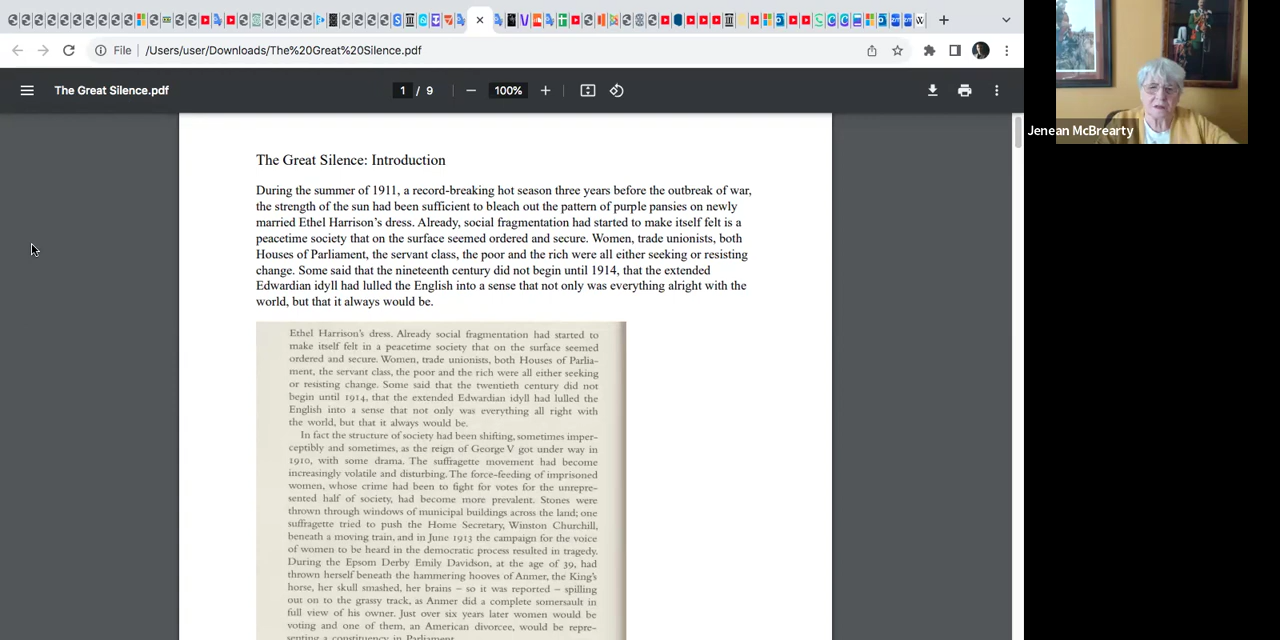 File
/Users/user/Downloads/The%20Great%20Silence.pdf
The Great Silence.pdf
1 / 9
100%
Jenean McBrearty
The Great Silence: Introduction
During the summer of 1911, a record-breaking hot season three years before the outbreak of war,
the strength of the sun had been sufficient to bleach out the pattern of purple pansies on newly
married Ethel Harrison's dress. Already, social fragmentation had started to make itself felt is a
peacetime society that on the surface seemed ordered and secure. Women, trade unionists, both
Houses of Parliament, the servant class, the poor and the rich were all either seeking or resisting
change. Some said that the nineteenth century did not begin until 1914, that the extended
Edwardian idyll had lulled the English into a sense that not only was everything alright with the
world, but that it always would be.
Ethel Harrison's dress. Already social fragmentation had started to
make itself felt in a peacetime society that on the surface seemed
ordered and secure. Women, trade unionists, both Houses of Parlia-
ment, the servant class, the poor and the rich were all either seeking
or resisting change. Some said that the twentieth century did not
begin until 1914, that the extended Edwardian idyll had lulled the
English into a sense that not only was everything all right with
the world, but that it always would be.
In fact the structure of society had been shifting, sometimes imper-
ceptibly and sometimes, as the reign of George V got under way in
1910, with some drama. The suffragette movement had become
increasingly volatile and disturbing. The force-feeding of imprisoned
women, whose crime had been to fight for votes for the unrepre-
sented half of society, had become more prevalent. Stones were
thrown through windows of municipal buildings across the land; one
suffragette tried to push the Home Secretary, Winston Churchill,
beneath a moving train, and in June 1913 the campaign for the voice
of women to be heard in the democratic process resulted in tragedy.
During the Epsom Derby Emily Davidson, at the age of 39, had
thrown herself beneath the hammering hooves of Anmer, the King's
horse, her skull smashed, her brains – so it was reported – spilling
out on to the grassy track, as Anmer did a complete somersault in
full view of his owner. Just over six years later women would be
voting and one of them, an American divorcee, would be repre-
senting a constituency in Parliament.